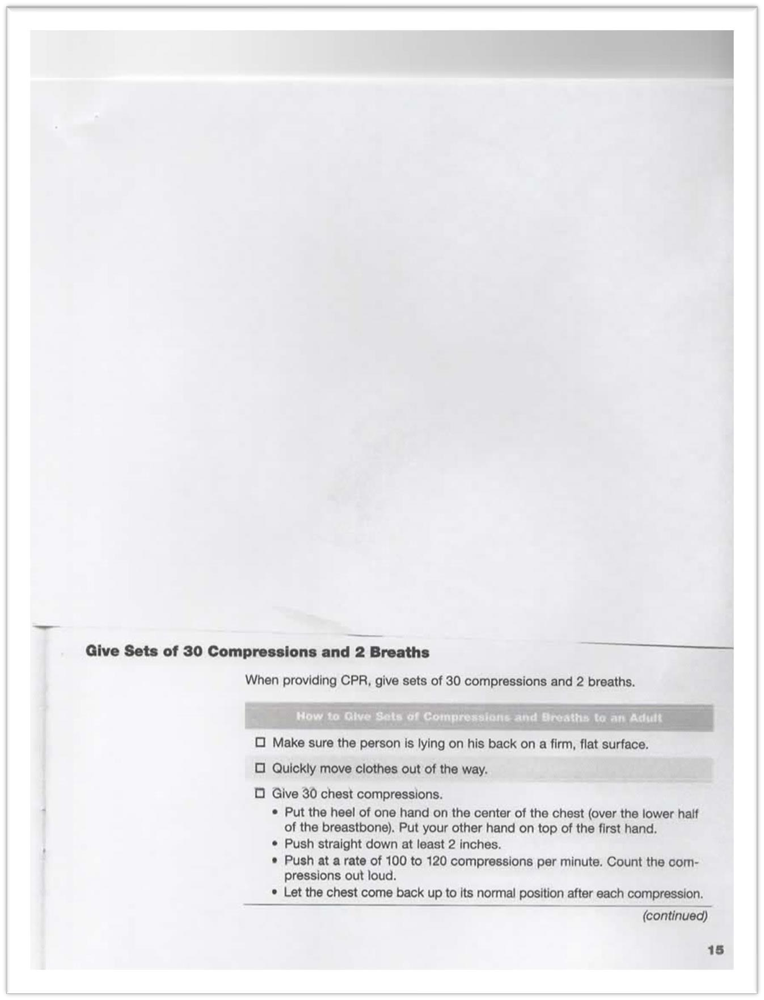 Give Sets of 30 Compressions and 2 Breaths
When providing CPR, give sets of 30 compressions and 2 breaths.
How to Give Sets of Compressions and Breaths to an Adult
☐ Make sure the person is lying on his back on a firm, flat surface.
☐ Quickly move clothes out of the way.
☐ Give 30 chest compressions.
• Put the heel of one hand on the center of the chest (over the lower half
of the breastbone). Put your other hand on top of the first hand.
• Push straight down at least 2 inches.
• Push at a rate of 100 to 120 compressions per minute. Count the com-
pressions out loud.
• Let the chest come back up to its normal position after each compression.
(continued)
15